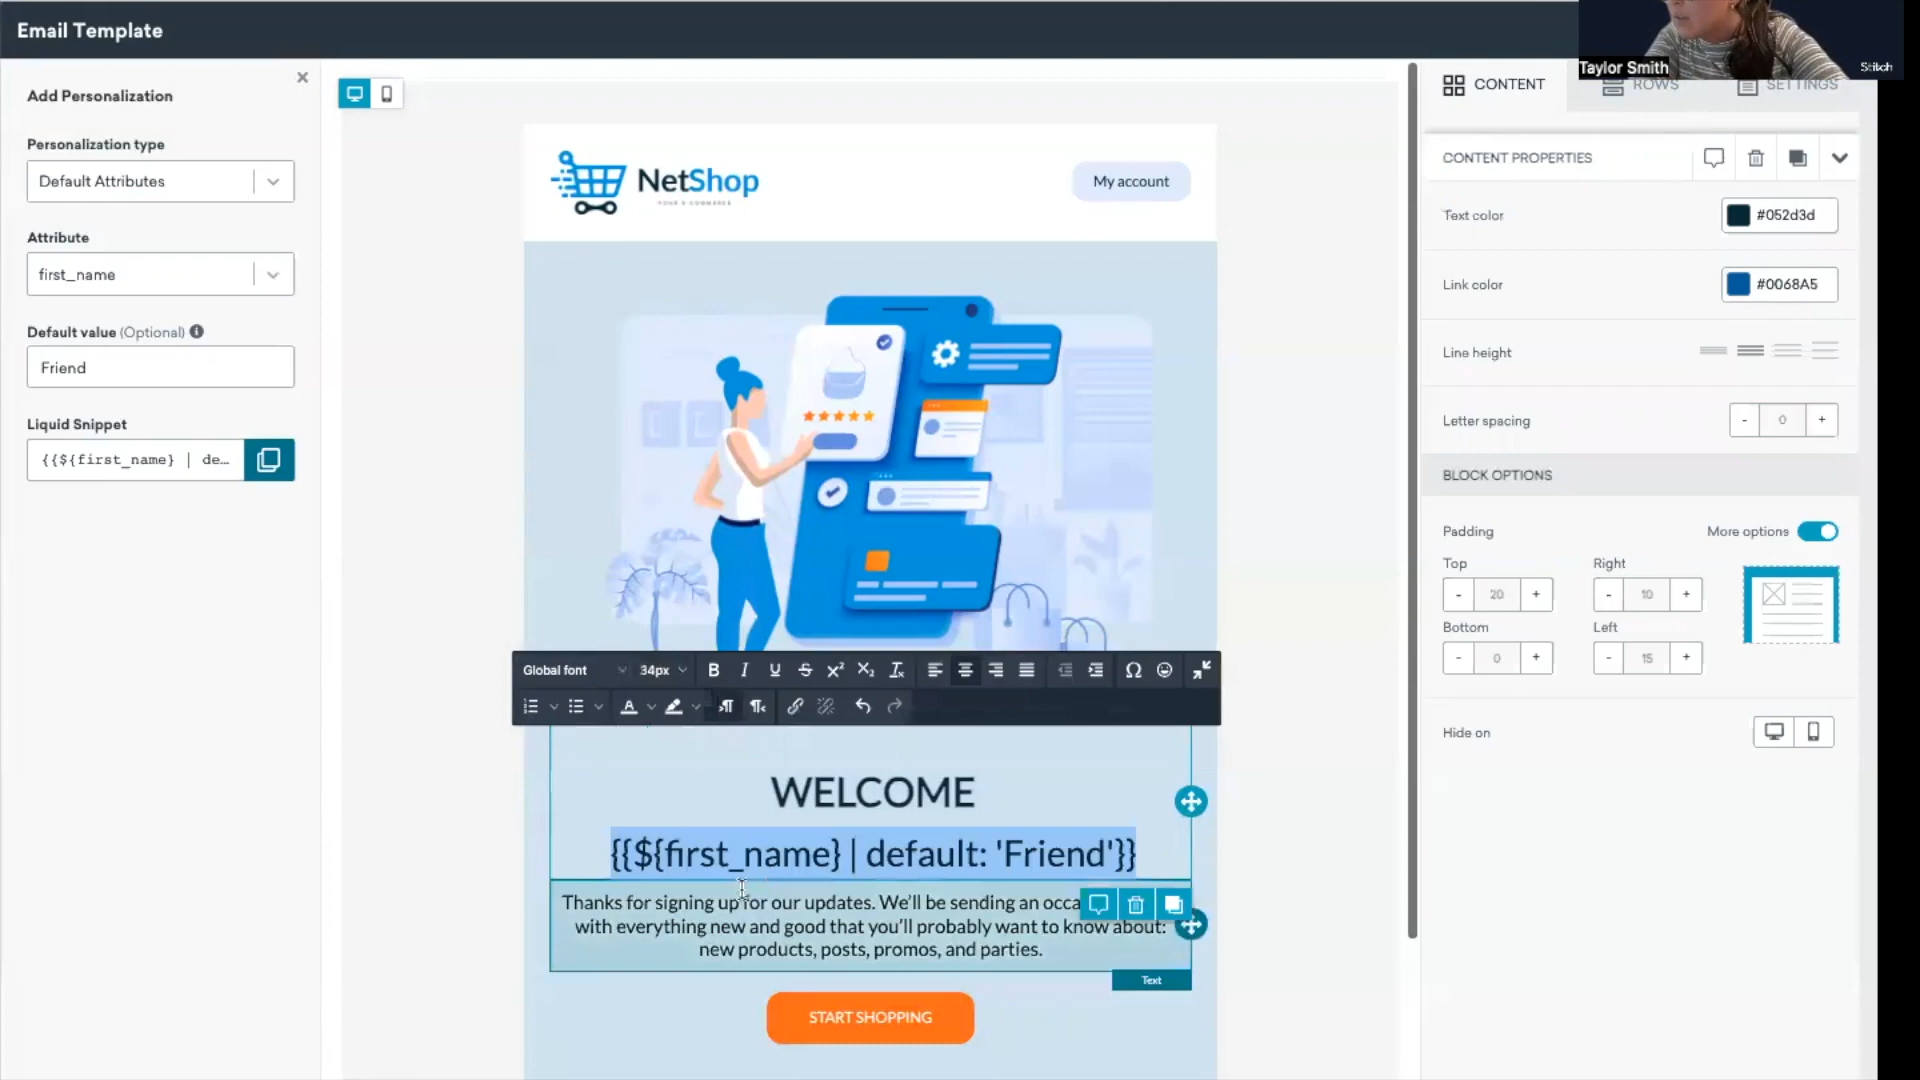 Email Template
Taylor Smith
Stitch
Add Personalization
Personalization type
Default Attributes
Attribute
first_name
Default value (Optional)
Friend
Liquid Snippet
{{${first_name} | de…
NetShop
YOUR E-COMMERCE
My account
Global font
34px
WELCOME
{{${first_name} | default: 'Friend'}}
Thanks for signing up for our updates. We'll be sending an occa
with everything new and good that you'll probably want to know about:
new products, posts, promos, and parties.
Text
START SHOPPING
CONTENT
ROWS
SETTINGS
CONTENT PROPERTIES
Text color
#052d3d
Link color
#0068A5
Line height
Letter spacing
- 0 +
BLOCK OPTIONS
Padding
More options
Top
Right
- 20 +
- 10 +
Bottom
Left
- 0 +
- 15 +
Hide on